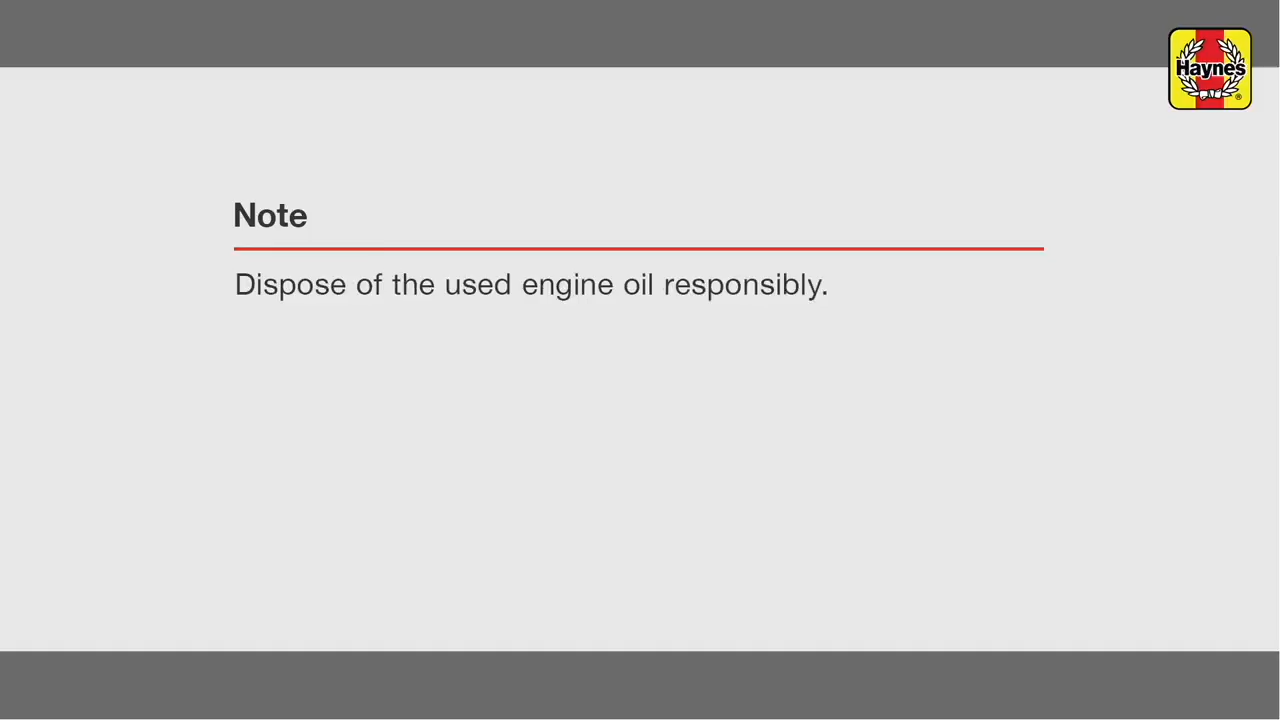 Haynes
®
Note
Dispose of the used engine oil responsibly.